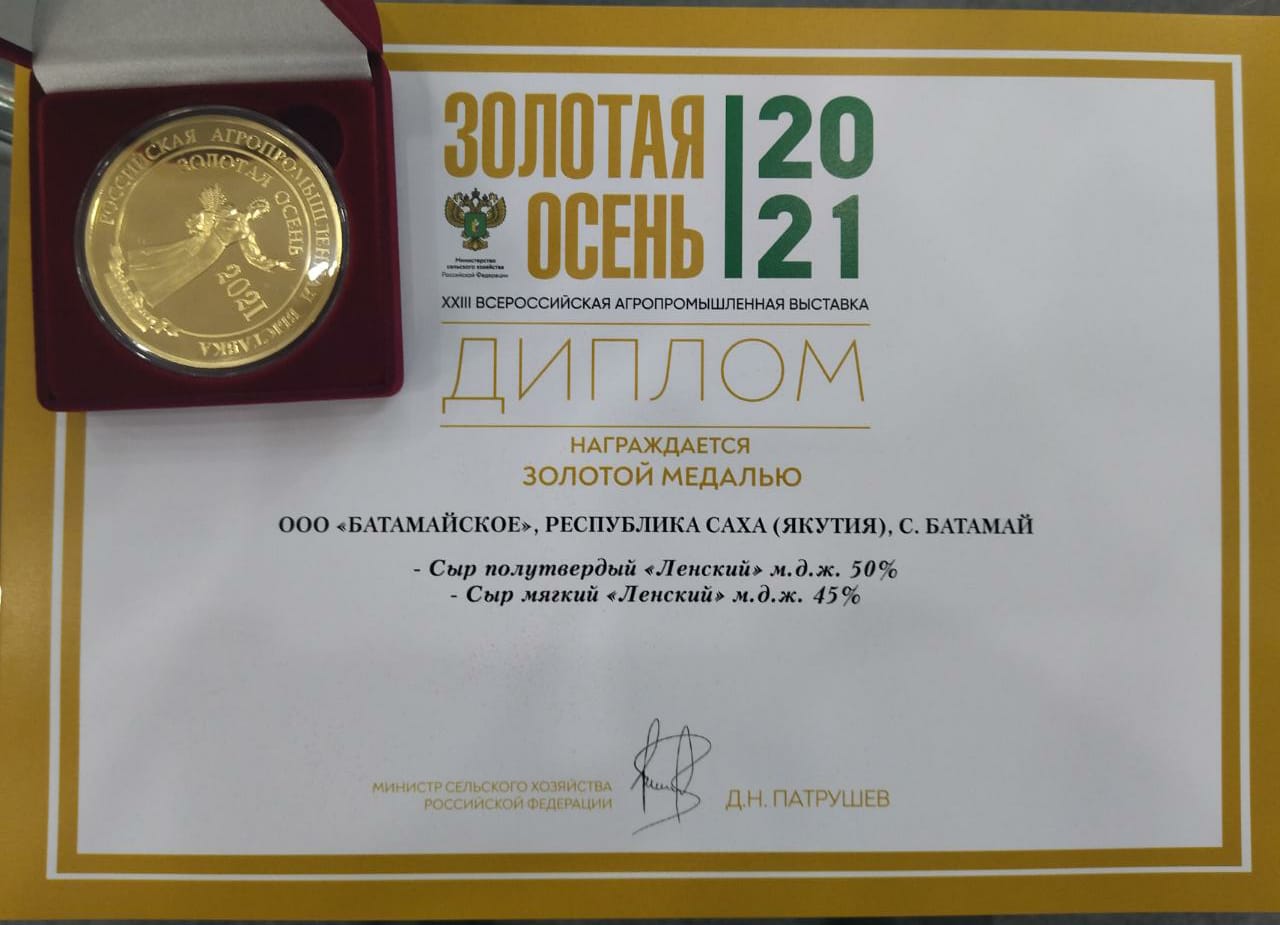 РОССИЙСКАЯ АГРОПРОМЫШЛЕННАЯ ВЫСТАВКА
ЗОЛОТАЯ ОСЕНЬ
2021
ЗОЛОТАЯ
ОСЕНЬ
20
21
Министерство
сельского хозяйства
Российской Федерации
XXIII ВСЕРОССИЙСКАЯ АГРОПРОМЫШЛЕННАЯ ВЫСТАВКА
ДИПЛОМ
НАГРАЖДАЕТСЯ
ЗОЛОТОЙ МЕДАЛЬЮ
ООО «БАТАМАЙСКОЕ», РЕСПУБЛИКА САХА (ЯКУТИЯ), С. БАТАМАЙ
- Сыр полутвердый «Ленский» м.д.ж. 50%
- Сыр мягкий «Ленский» м.д.ж. 45%
МИНИСТР СЕЛЬСКОГО ХОЗЯЙСТВА
РОССИЙСКОЙ ФЕДЕРАЦИИ
Д.Н. ПАТРУШЕВ